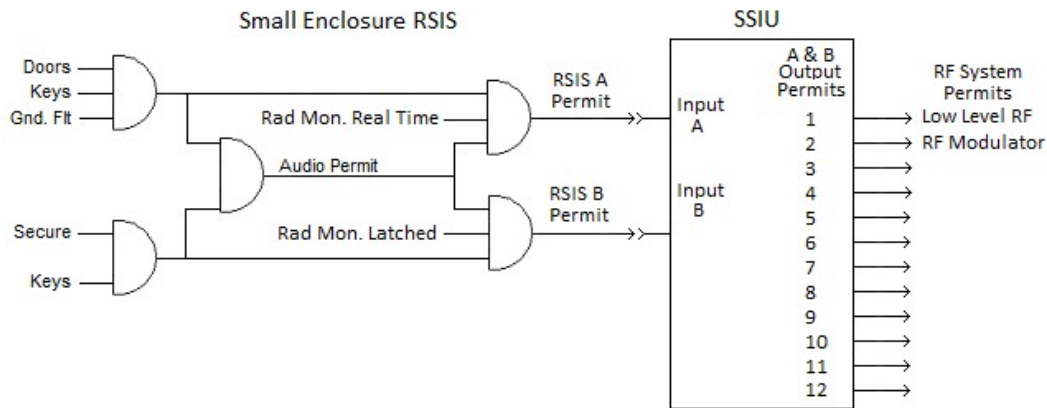 Small Enclosure RSIS
SSIU
Doors
Keys
Gnd. Flt
Rad Mon. Real Time
Audio Permit
Secure
Rad Mon. Latched
Keys
RSIS A
Permit
RSIS B
Permit
Input
A
Input
B
A & B
Output
Permits
1
2
3
4
5
6
7
8
9
10
11
12
RF System
Permits
Low Level RF
RF Modulator